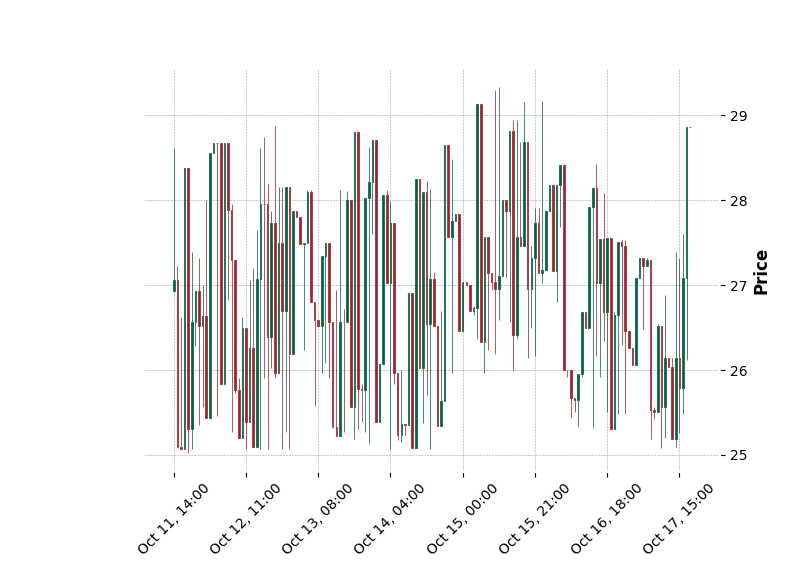 29
28
27
26
25
Price
Oct 11, 14:00
Oct 12, 11:00
Oct 13, 08:00
Oct 14, 04:00
Oct 15, 00:00
Oct 15, 21:00
Oct 16, 18:00
Oct 17, 15:00